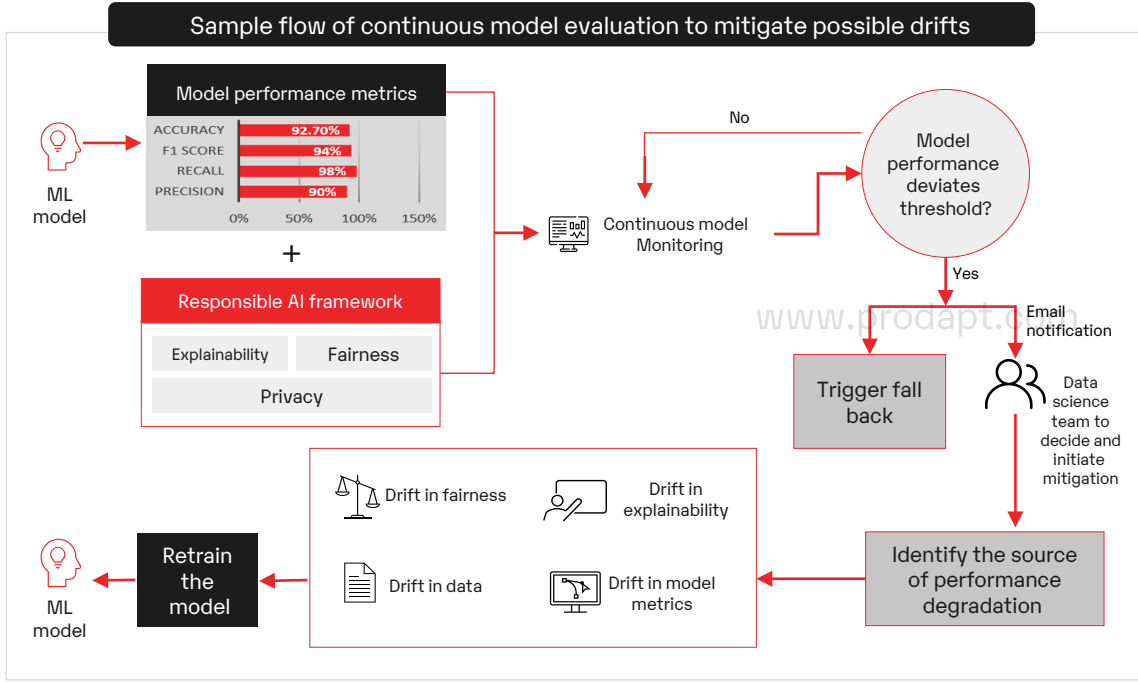 Sample flow of continuous model evaluation to mitigate possible drifts
ML
model
Model performance metrics
ACCURACY 92.70%
F1 SCORE 94%
RECALL 98%
PRECISION 90%
0% 50% 100% 150%
+
Responsible AI framework
Explainability Fairness
Privacy
Continuous model
Monitoring
No
Model
performance
deviates
threshold?
Yes
www.prodapt.com
Email
notification
Trigger fall
back
Data
science
team to
decide and
initiate
mitigation
Identify the source
of performance
degradation
Drift in fairness
Drift in
explainability
Drift in data
Drift in model
metrics
Retrain
the
model
ML
model